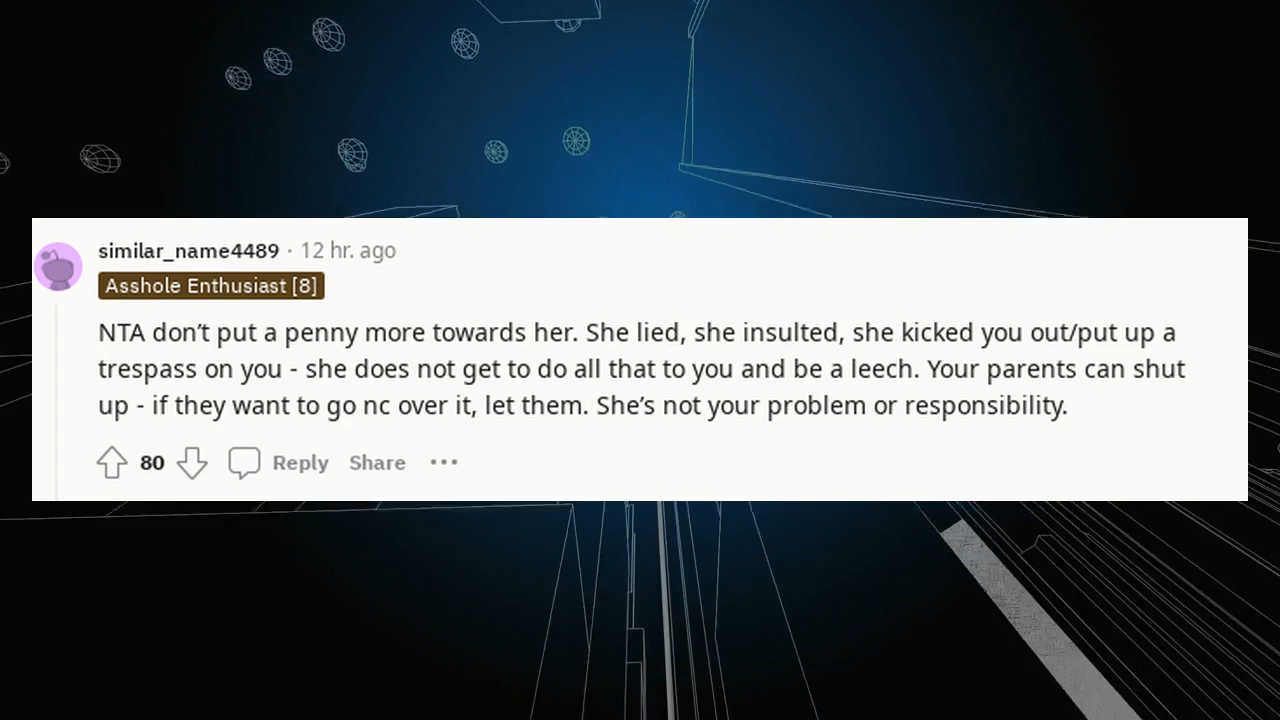 similar_name4489 · 12 hr. ago
Asshole Enthusiast [8]
NTA don’t put a penny more towards her. She lied, she insulted, she kicked you out/put up a
trespass on you - she does not get to do all that to you and be a leech. Your parents can shut
up - if they want to go nc over it, let them. She’s not your problem or responsibility.
80 Reply Share ···